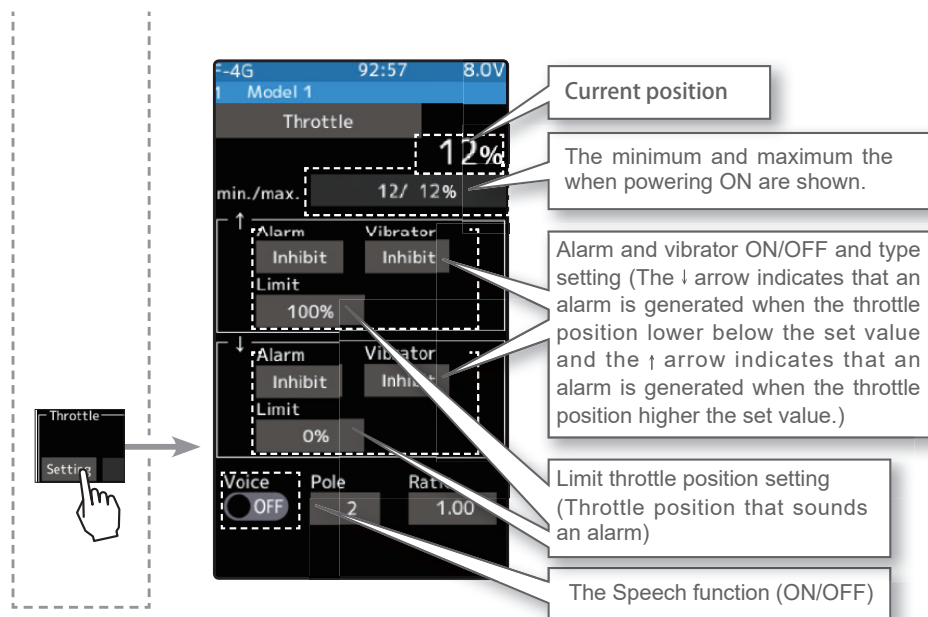 F-4G 92:57 8.0V
1 Model 1
Throttle
12%
min./max. 12/ 12%
↑
Alarm Vibrator
Inhibit Inhibit
Limit
100%
↓
Alarm Vibrator
Inhibit Inhibit
Limit
0%
Voice Pole
OFF 2 1.00
Throttle
Setting
Current position
The minimum and maximum the
when powering ON are shown.
Alarm and vibrator ON/OFF and type
setting (The ↓ arrow indicates that an
alarm is generated when the throttle
position lower below the set value
and the ↑ arrow indicates that an
alarm is generated when the throttle
position higher the set value.)
Limit throttle position setting
(Throttle position that sounds
an alarm)
The Speech function (ON/OFF)